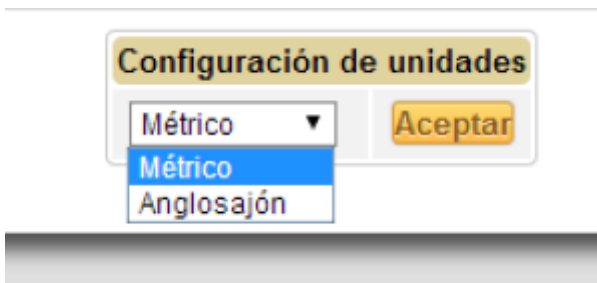 Configuración de unidades
Métrico Aceptar
Métrico
Anglosajón